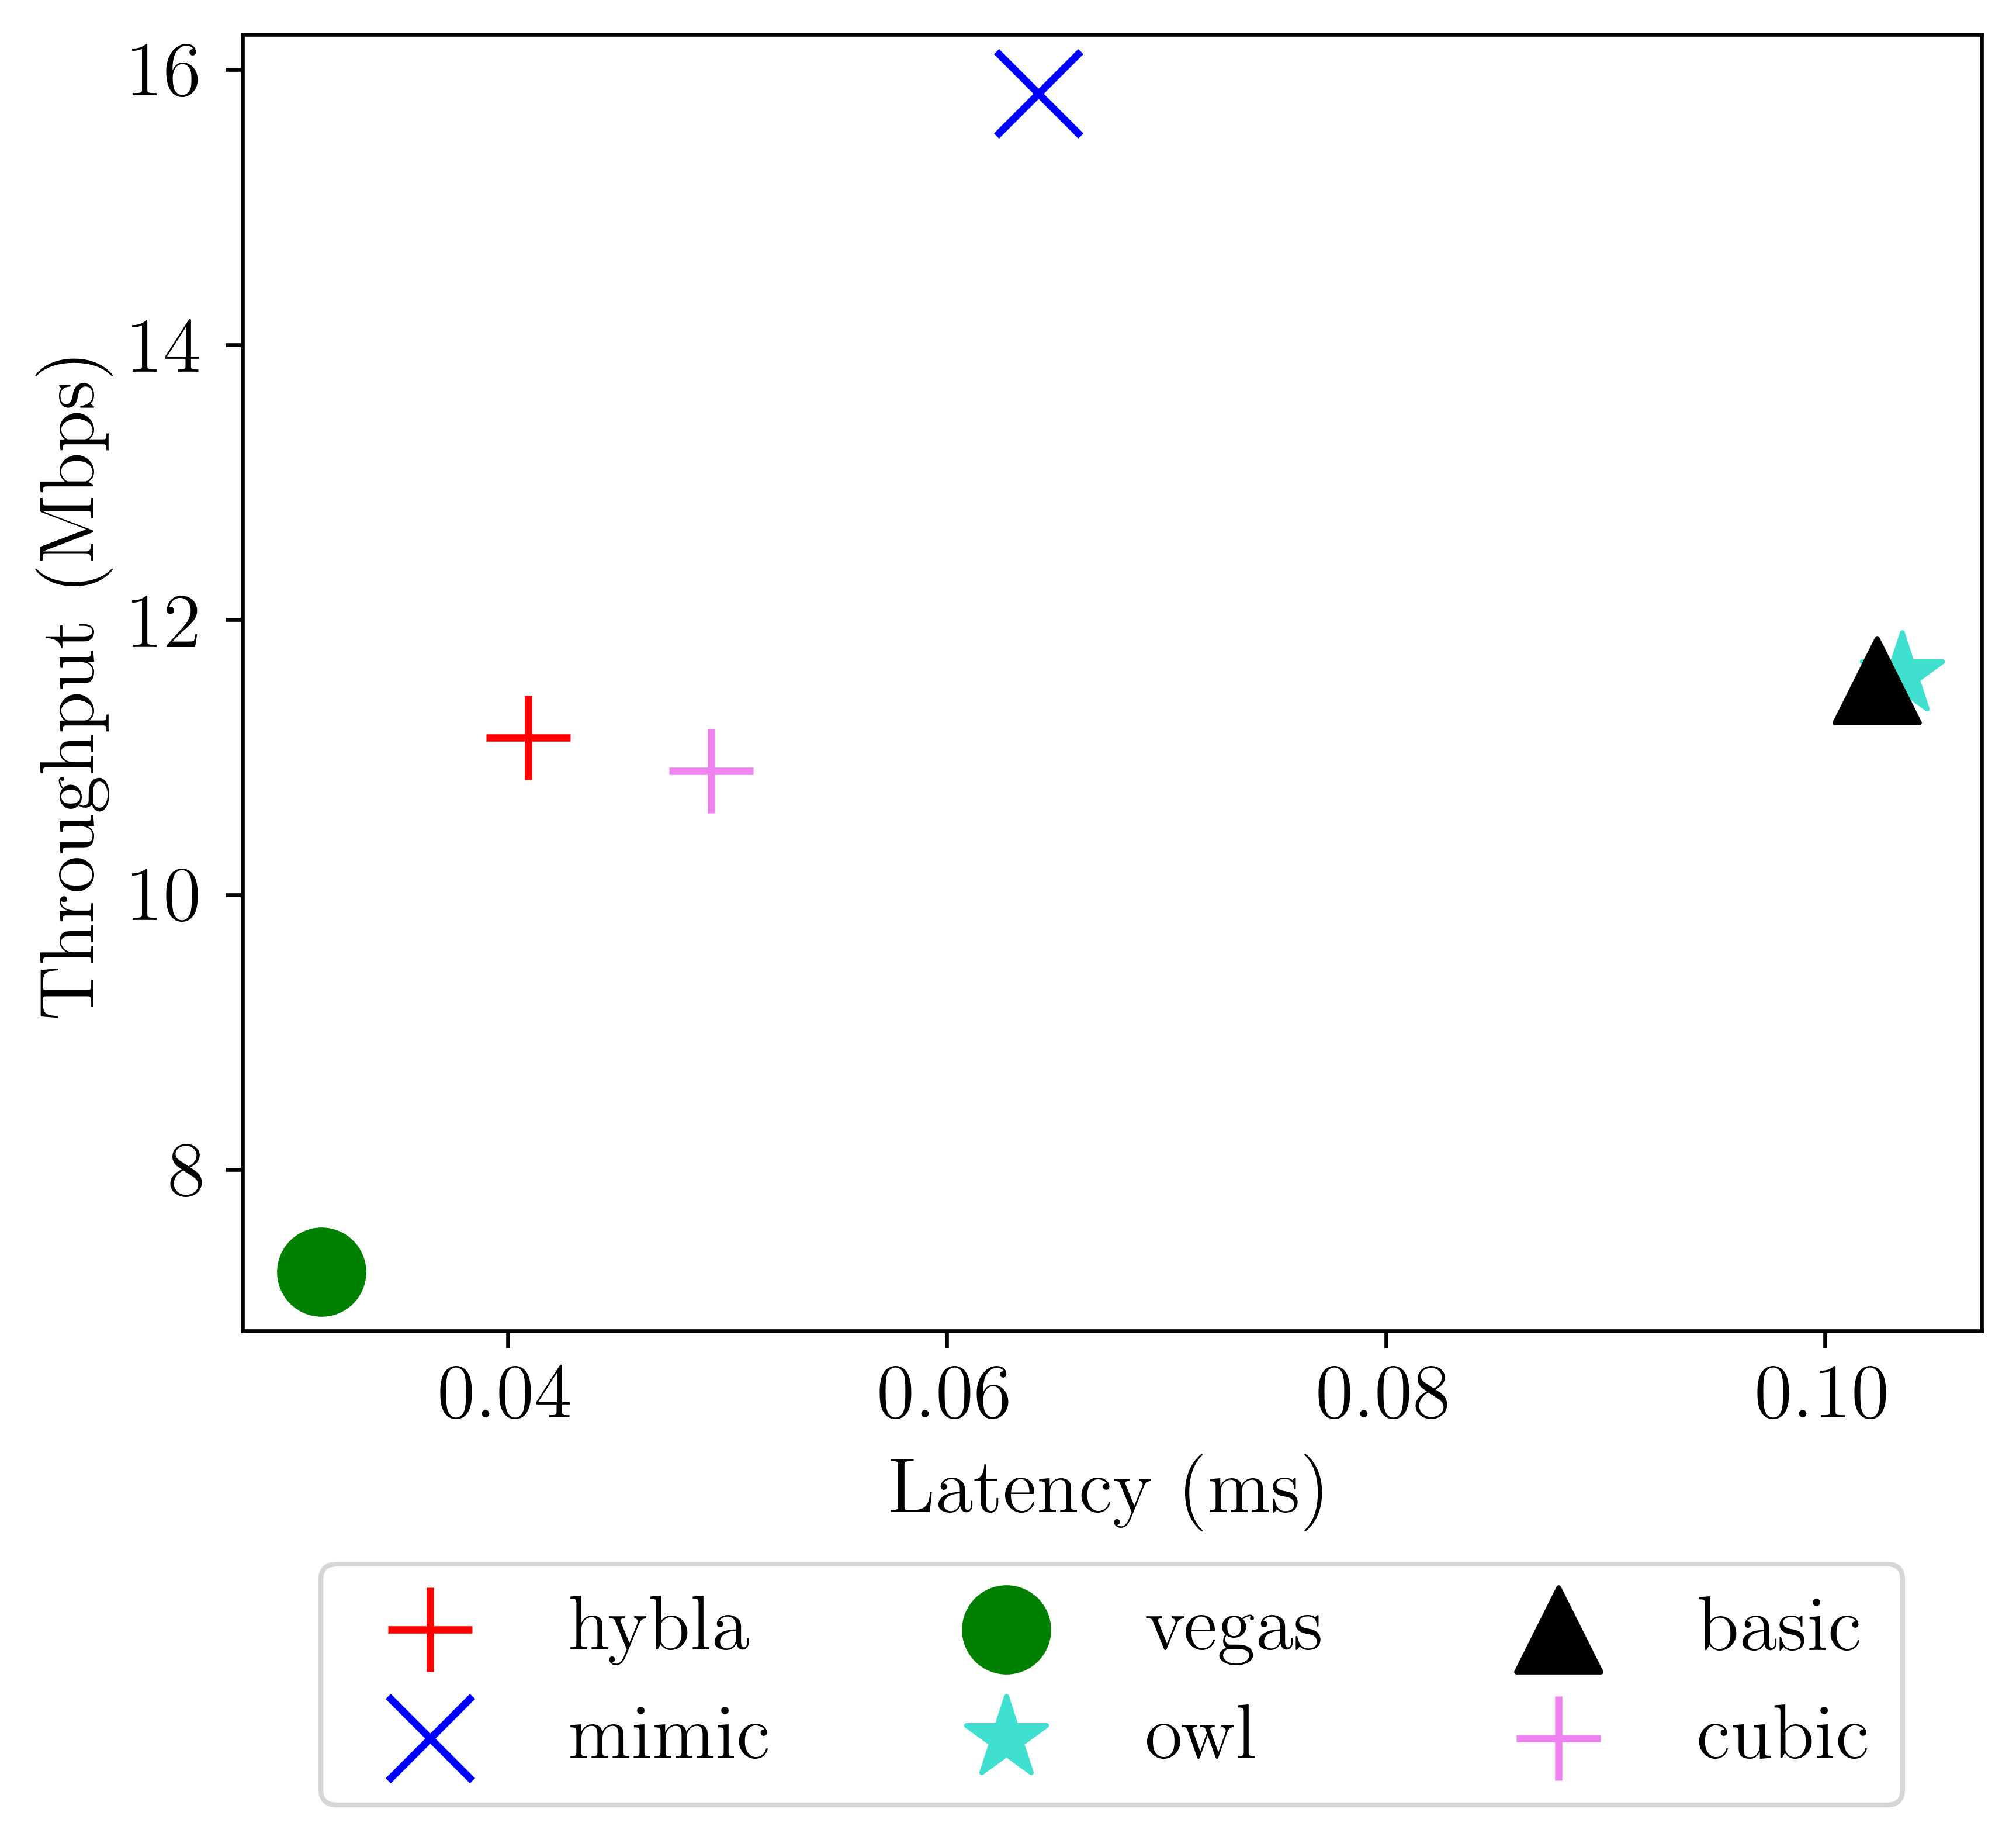 16
14
12
10
8
Throughput (Mbps)
0.04 0.06 0.08 0.10
Latency (ms)
hybla vegas basic
mimic owl cubic